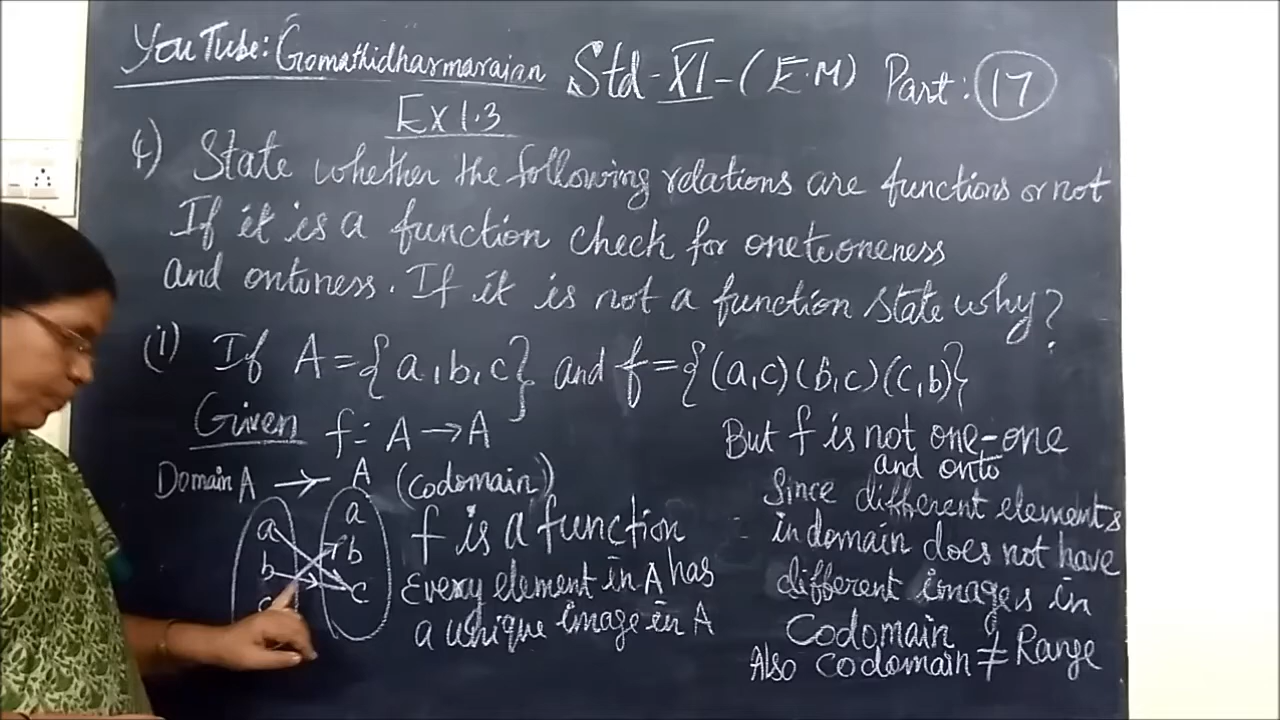 YouTube: Gomathidharmarajan Std-XI-(E.M) Part: 17
Ex 1.3
4) State whether the following relations are functions or not
If it is a function check for onetooneness
and ontoness. If it is not a function state why?
(i) If A={a,b,c} and f={(a,c)(b,c)(c,b)}
Given f: A→A
Domain A → A (codomain)
a a
b b
c c
f is a function
Every element in A has
a unique image in A
But f is not one-one
and onto
Since different elements
in domain does not have
different images in
Codomain
Also codomain ≠ Range